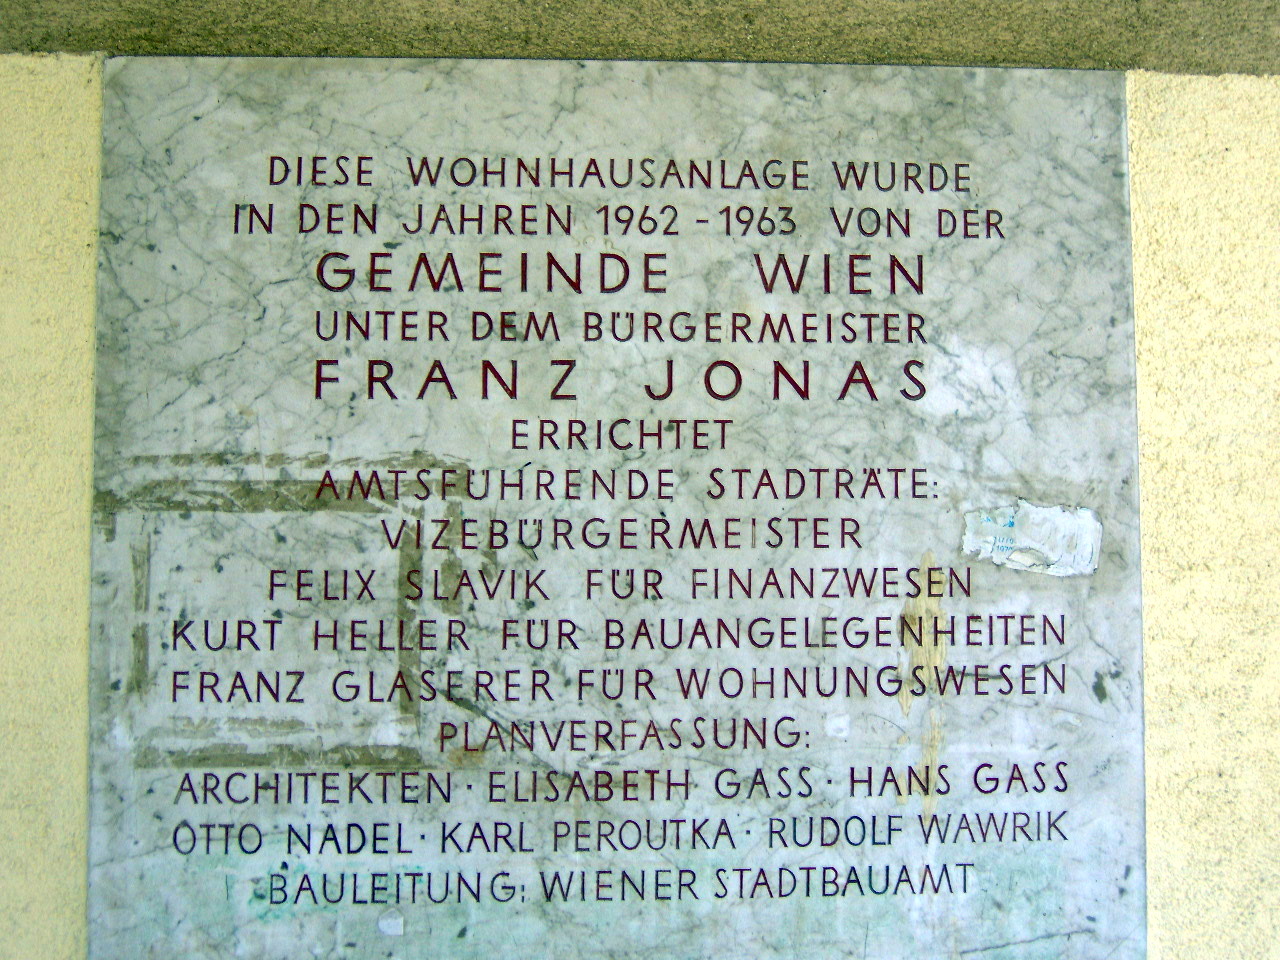 DIESE WOHNHAUSANLAGE WURDE
IN DEN JAHREN 1962-1963 VON DER
GEMEINDE WIEN
UNTER DEM BÜRGERMEISTER
FRANZ JONAS
ERRICHTET
AMTSFÜHRENDE STADTRÄTE:
VIZEBÜRGERMEISTER
FELIX SLAVIK FÜR FINANZWESEN
KURT HELLER FÜR BAUANGELEGENHEITEN
FRANZ GLASERER FÜR WOHNUNGSWESEN
PLANVERFASSUNG:
ARCHITEKTEN · ELISABETH GASS · HANS GASS
OTTO NADEL · KARL PEROUTKA · RUDOLF WAWRIK
BAULEITUNG: WIENER STADTBAUAMT